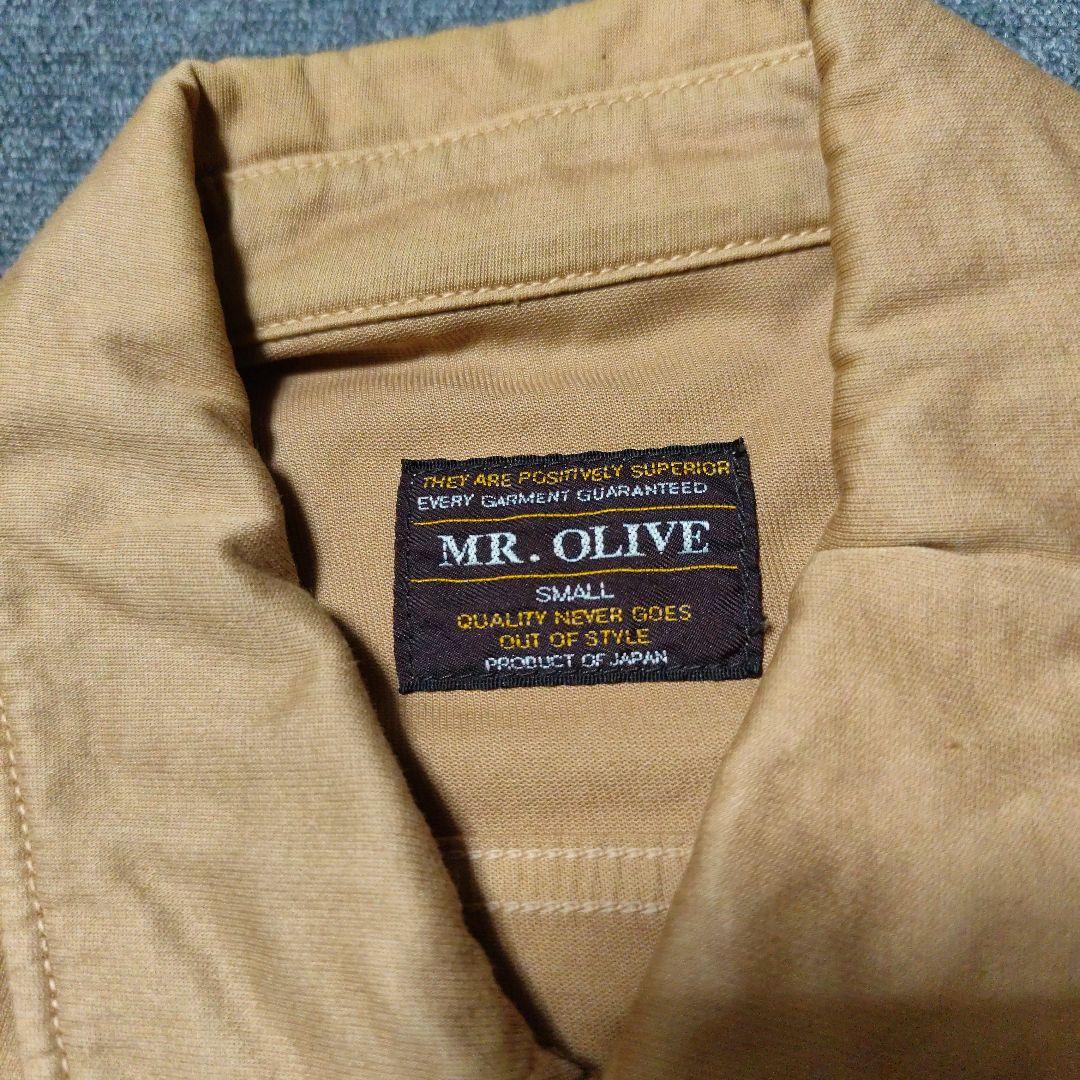 THEY ARE POSITIVELY SUPERIOR
EVERY GARMENT GUARANTEED
MR. OLIVE
SMALL
QUALITY NEVER GOES
OUT OF STYLE
PRODUCT OF JAPAN